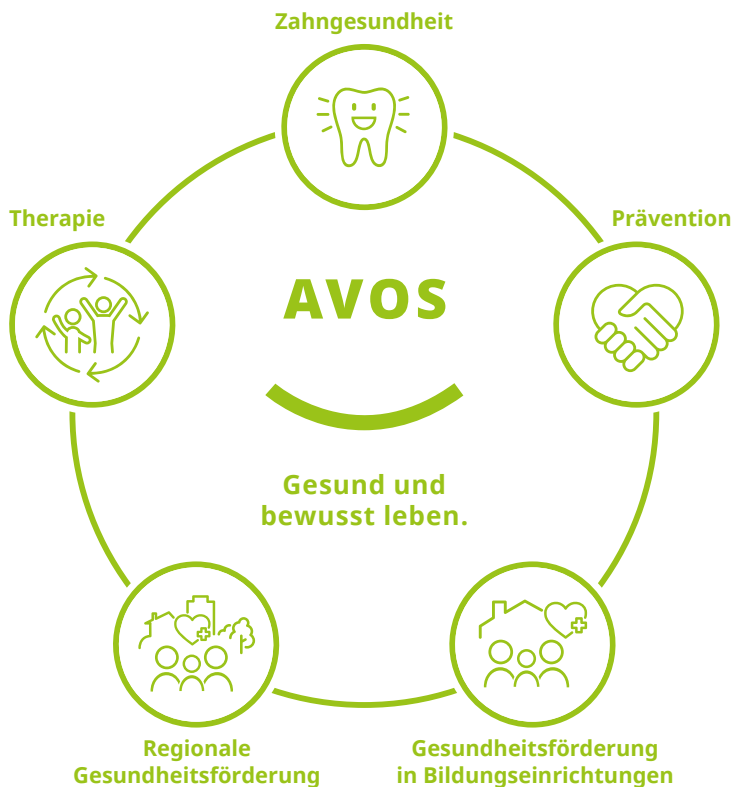 Zahngesundheit
Therapie
Prävention
AVOS
Gesund und
bewusst leben.
Regionale
Gesundheitsförderung
Gesundheitsförderung
in Bildungseinrichtungen